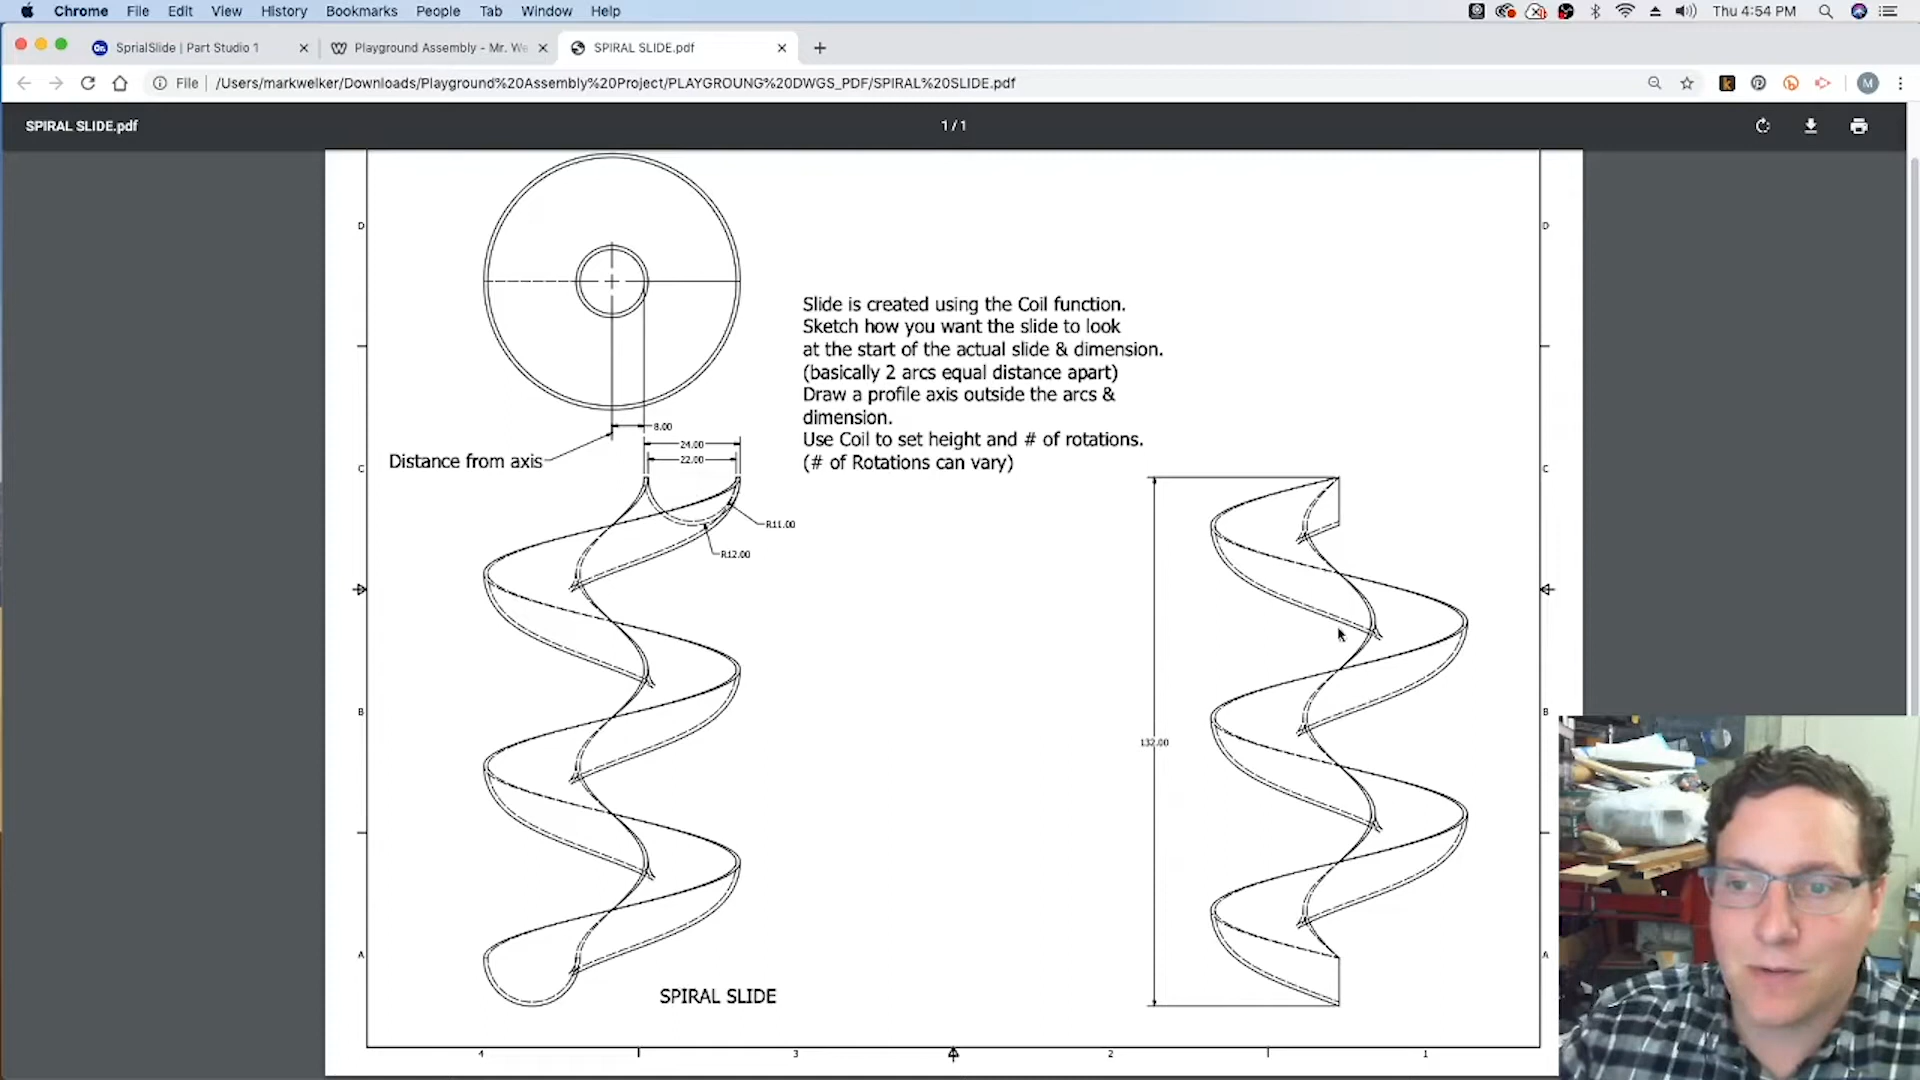 Chrome File Edit View History Bookmarks People Tab Window Help Thu 4:54 PM
SprialSlide | Part Studio 1
Playground Assembly - Mr. We
SPIRAL SLIDE.pdf
File /Users/markwelker/Downloads/Playground%20Assembly%20Project/PLAYGROUNG%20DWGS_PDF/SPIRAL%20SLIDE.pdf
M
SPIRAL SLIDE.pdf
1 / 1
D
D
Slide is created using the Coil function.
Sketch how you want the slide to look
at the start of the actual slide & dimension.
(basically 2 arcs equal distance apart)
Draw a profile axis outside the arcs &
dimension.
Use Coil to set height and # of rotations.
(# of Rotations can vary)
8.00
24.00
22.00
Distance from axis
C
C
R11.00
R12.00
B
B
132.00
A
A
SPIRAL SLIDE
4
3
2
1